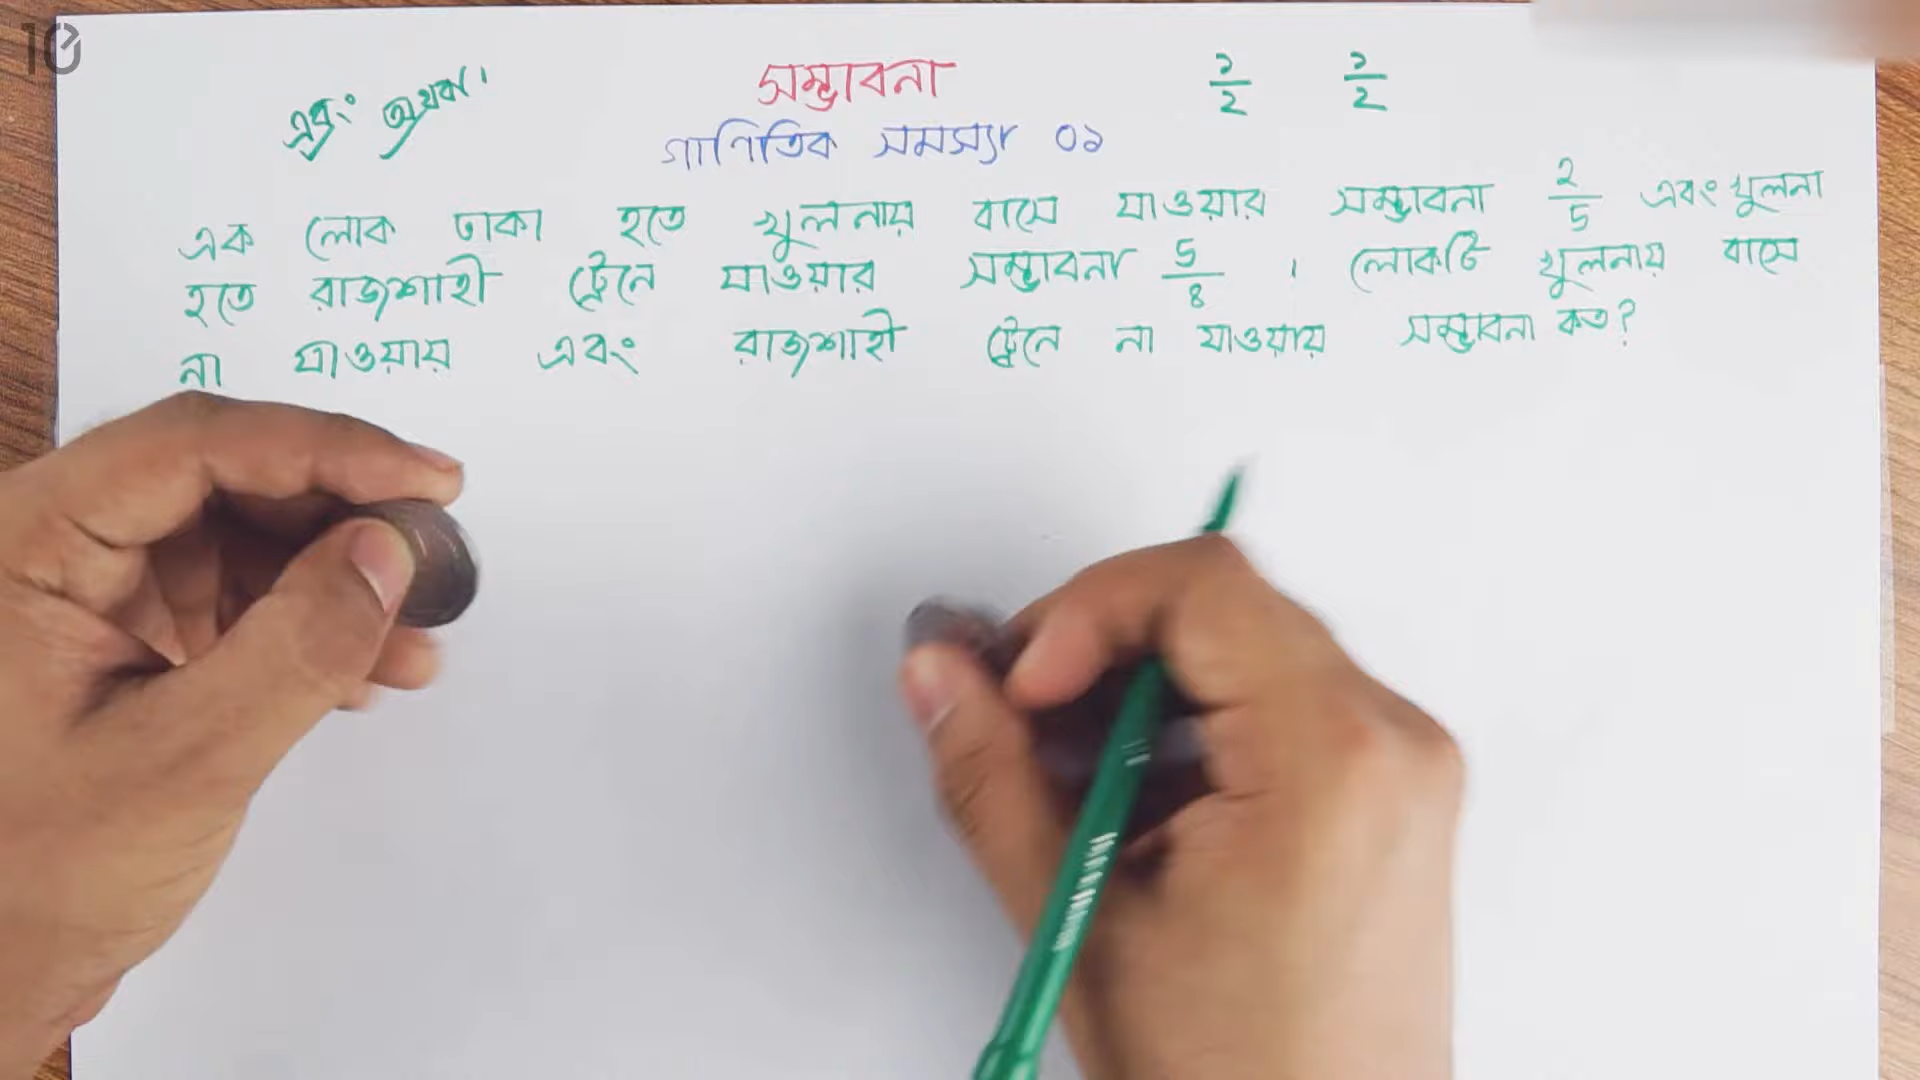 10
এবং অথবা।
সম্ভাবনা
১/২ ১/২
গাণিতিক সমস্যা ০১
এক লোক ঢাকা হতে খুলনায় বাসে যাওয়ার সম্ভাবনা ২/৫ এবং খুলনা
হতে রাজশাহী ট্রেনে যাওয়ার সম্ভাবনা ৫/৪ । লোকটি খুলনায় বাসে
না যাওয়ায় এবং রাজশাহী ট্রেনে না যাওয়ায় সম্ভাবনা কত?